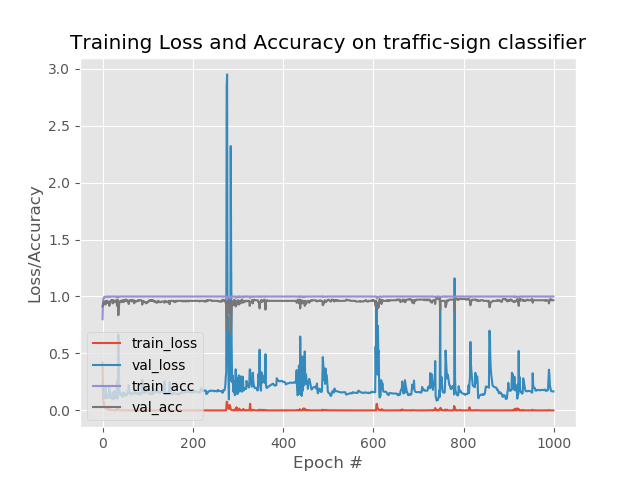 Training Loss and Accuracy on traffic-sign classifier
3.0
2.5
2.0
1.5
1.0
0.5
0.0
Loss/Accuracy
train_loss
val_loss
train_acc
val_acc
0 200 400 600 800 1000
Epoch #